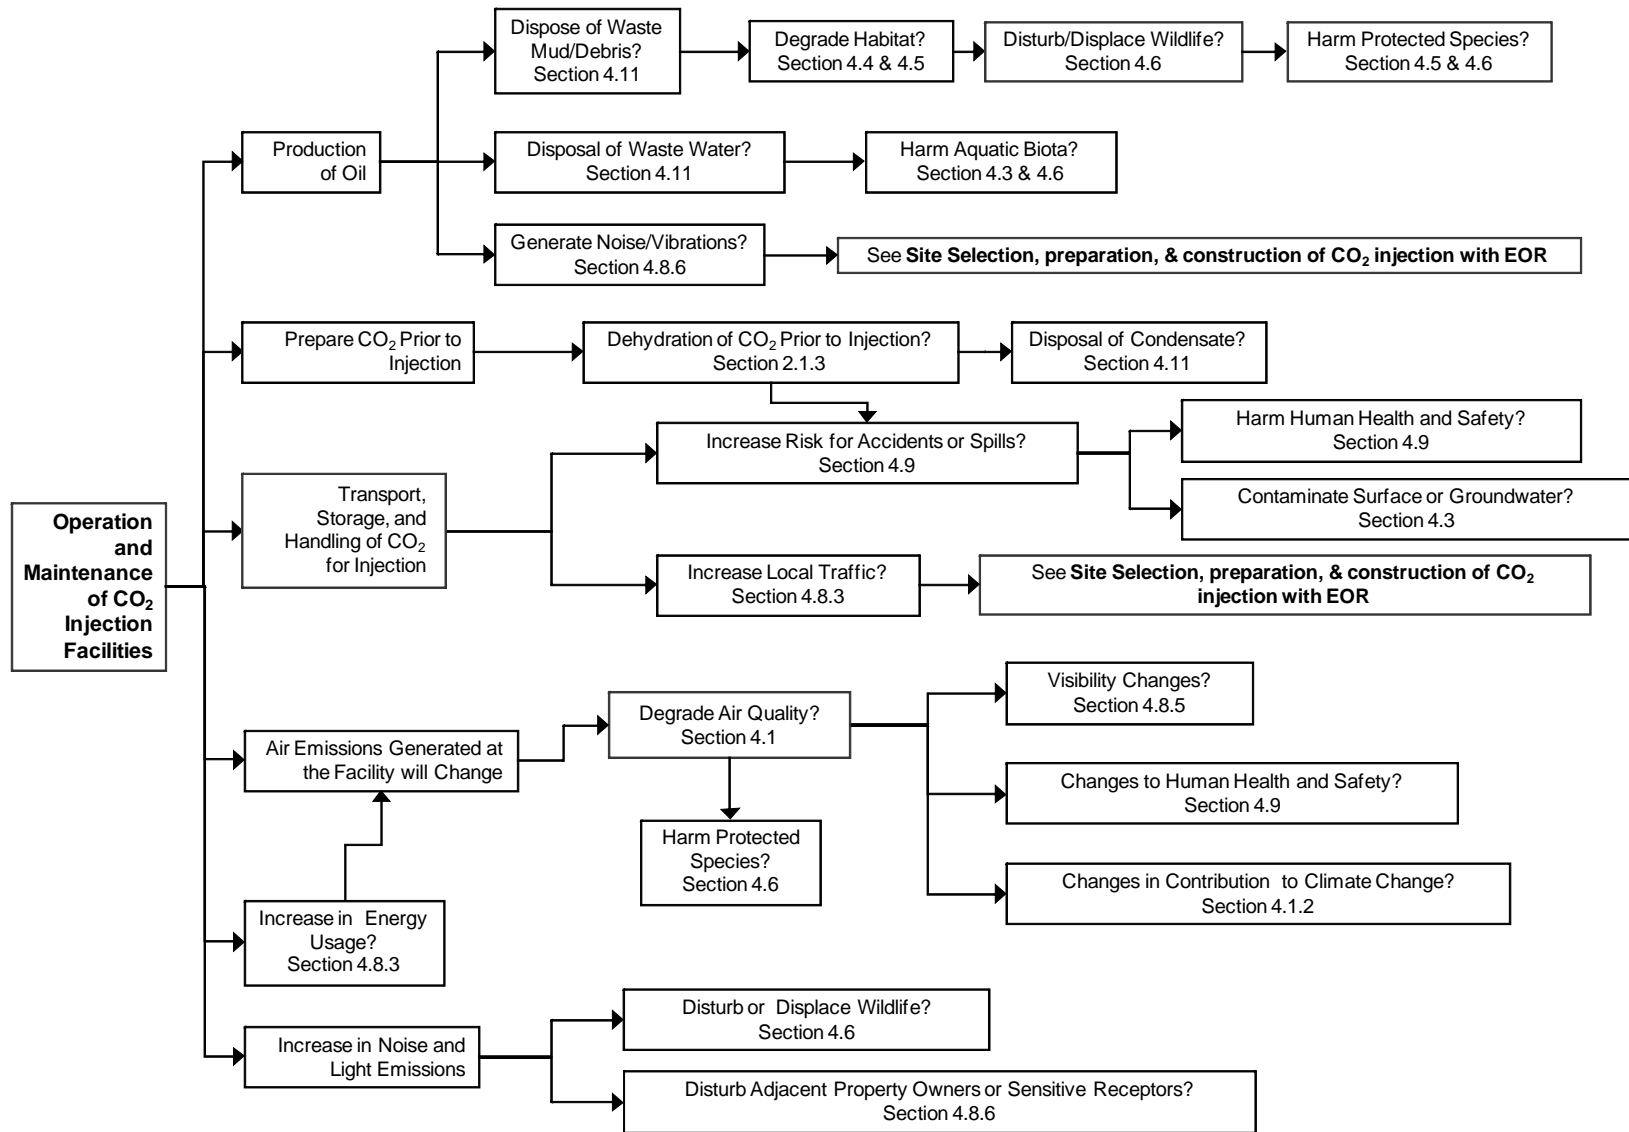 Dispose of Waste
Mud/Debris?
Section 4.11
Degrade Habitat?
Section 4.4 & 4.5
Disturb/Displace Wildlife?
Section 4.6
Harm Protected Species?
Section 4.5 & 4.6
Production
of Oil
Disposal of Waste Water?
Section 4.11
Harm Aquatic Biota?
Section 4.3 & 4.6
Generate Noise/Vibrations?
Section 4.8.6
See Site Selection, preparation, & construction of CO₂ injection with EOR
Prepare CO₂ Prior to
Injection
Dehydration of CO₂ Prior to Injection?
Section 2.1.3
Disposal of Condensate?
Section 4.11
Increase Risk for Accidents or Spills?
Section 4.9
Harm Human Health and Safety?
Section 4.9
Contaminate Surface or Groundwater?
Section 4.3
Transport,
Storage, and
Handling of CO₂
for Injection
Increase Local Traffic?
Section 4.8.3
See Site Selection, preparation, & construction of CO₂
injection with EOR
Operation
and
Maintenance
of CO₂
Injection
Facilities
Air Emissions Generated at
the Facility will Change
Degrade Air Quality?
Section 4.1
Visibility Changes?
Section 4.8.5
Changes to Human Health and Safety?
Section 4.9
Harm Protected
Species?
Section 4.6
Changes in Contribution to Climate Change?
Section 4.1.2
Increase in Energy
Usage?
Section 4.8.3
Increase in Noise and
Light Emissions
Disturb or Displace Wildlife?
Section 4.6
Disturb Adjacent Property Owners or Sensitive Receptors?
Section 4.8.6